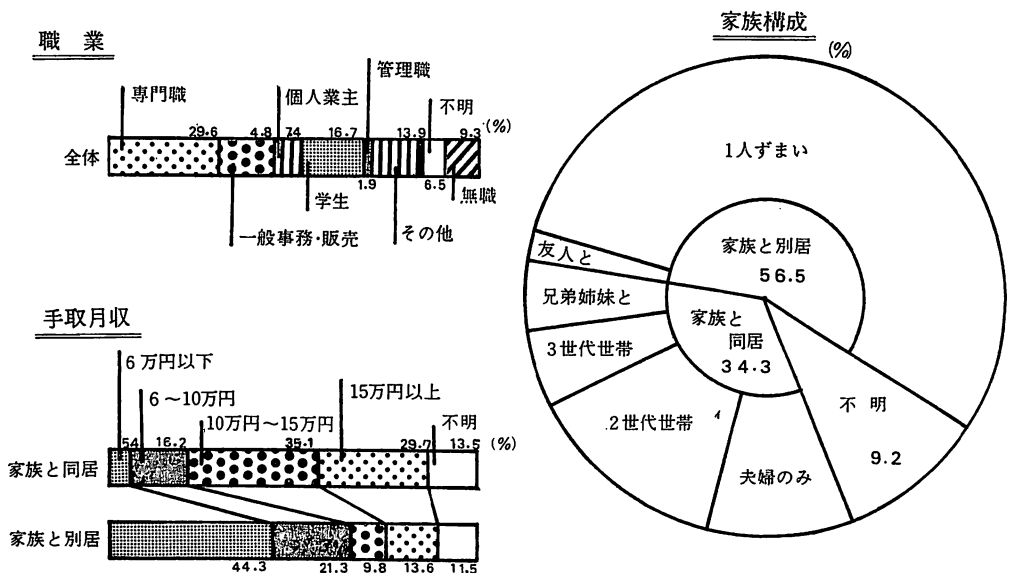 職 業
専門職
個人業主
管理職
不明
29.6 4.8 74 16.7 13.9 9.3 (%)
全体
1.9 6.5
学生
無職
一般事務・販売
その他
手取月収
6万円以下
6～10万円
10万円～15万円
15万円以上
不明
54 16.2 35.1 29.7 13.5 (%)
家族と同居
家族と別居
44.3 21.3 9.8 13.6 11.5
家族構成
(%)
1人ずまい
家族と別居
56.5
友人と
兄弟姉妹と
家族と
同居
34.3
3世代世帯
2世代世帯
夫婦のみ
不 明
9.2